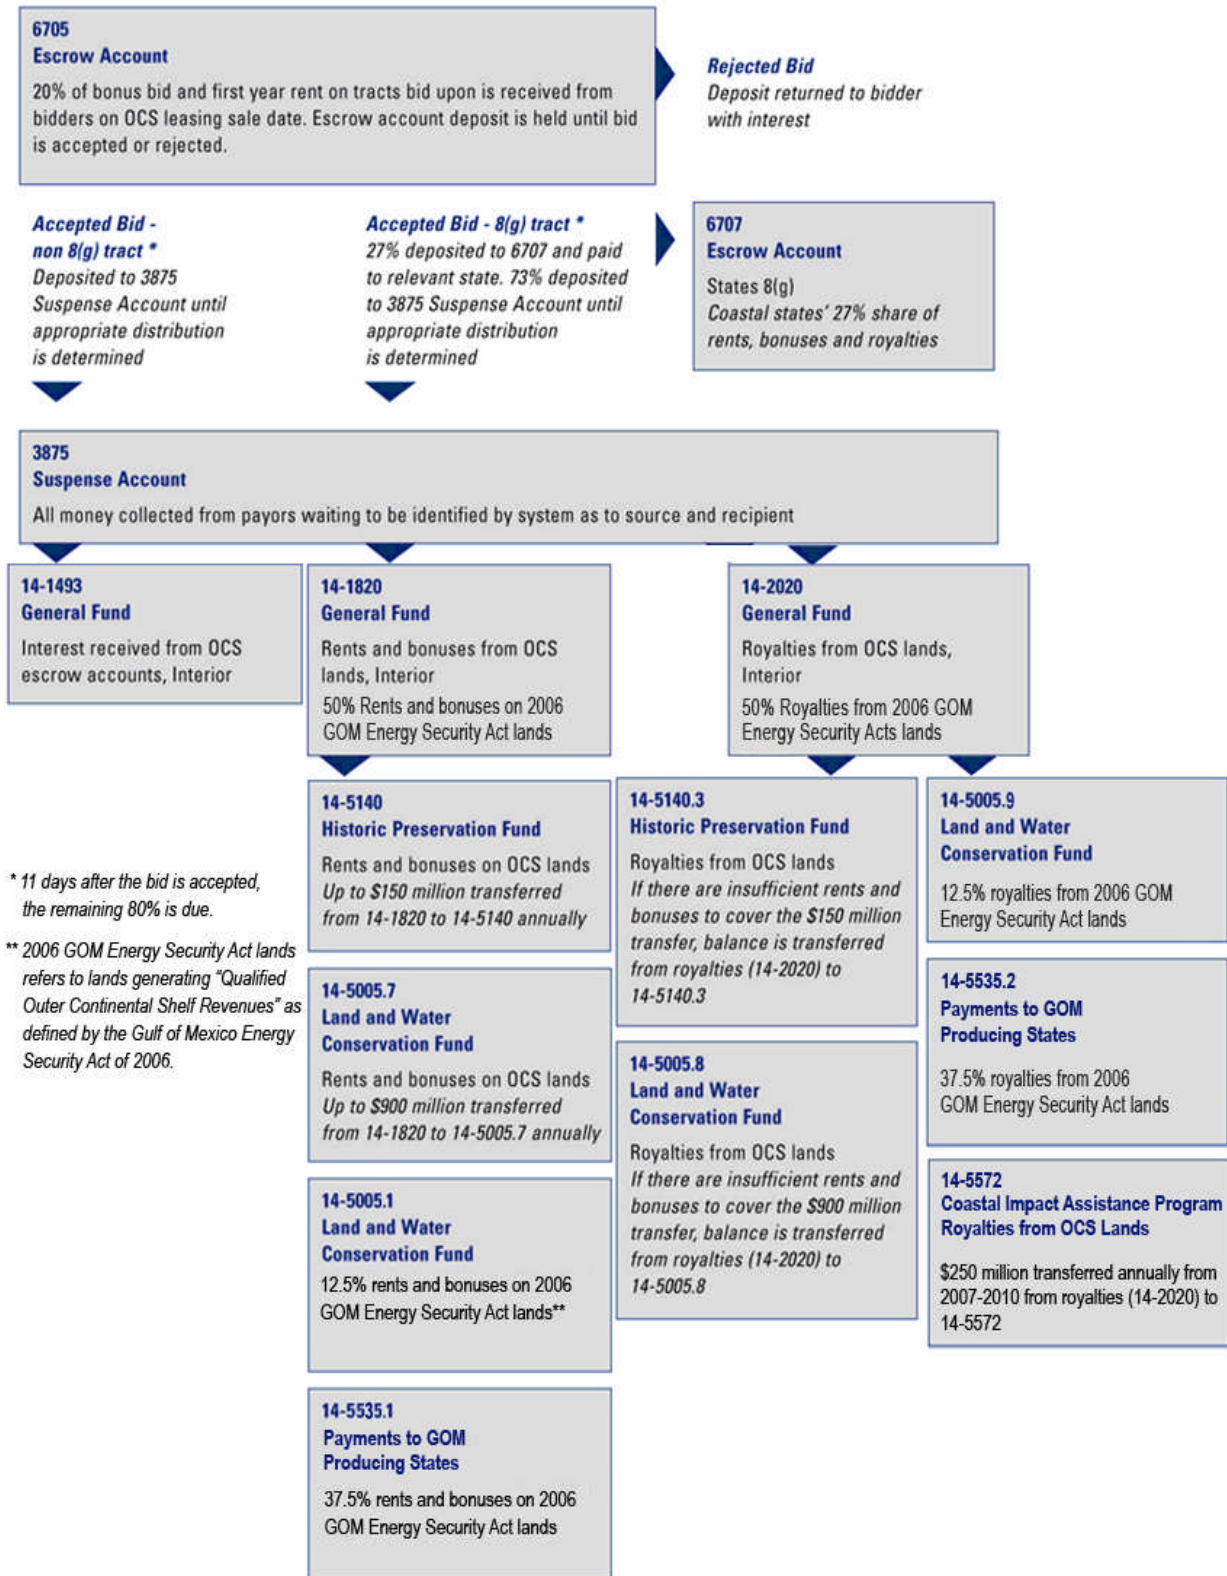 6705
Escrow Account
20% of bonus bid and first year rent on tracts bid upon is received from
bidders on OCS leasing sale date. Escrow account deposit is held until bid
is accepted or rejected.
Rejected Bid
Deposit returned to bidder
with interest
Accepted Bid -
non 8(g) tract *
Deposited to 3875
Suspense Account until
appropriate distribution
is determined
Accepted Bid - 8(g) tract *
27% deposited to 6707 and paid
to relevant state. 73% deposited
to 3875 Suspense Account until
appropriate distribution
is determined
6707
Escrow Account
States 8(g)
Coastal states' 27% share of
rents, bonuses and royalties
3875
Suspense Account
All money collected from payors waiting to be identified by system as to source and recipient
14-1493
General Fund
Interest received from OCS
escrow accounts, Interior
14-1820
General Fund
Rents and bonuses from OCS
lands, Interior
50% Rents and bonuses on 2006
GOM Energy Security Act lands
14-2020
General Fund
Royalties from OCS lands,
Interior
50% Royalties from 2006 GOM
Energy Security Acts lands
14-5140
Historic Preservation Fund
Rents and bonuses on OCS lands
Up to $150 million transferred
from 14-1820 to 14-5140 annually
14-5140.3
Historic Preservation Fund
Royalties from OCS lands
If there are insufficient rents and
bonuses to cover the $150 million
transfer, balance is transferred
from royalties (14-2020) to
14-5140.3
14-5005.9
Land and Water
Conservation Fund
12.5% royalties from 2006 GOM
Energy Security Act lands
* 11 days after the bid is accepted,
the remaining 80% is due.
** 2006 GOM Energy Security Act lands
refers to lands generating "Qualified
Outer Continental Shelf Revenues" as
defined by the Gulf of Mexico Energy
Security Act of 2006.
14-5005.7
Land and Water
Conservation Fund
Rents and bonuses on OCS lands
Up to $900 million transferred
from 14-1820 to 14-5005.7 annually
14-5005.8
Land and Water
Conservation Fund
Royalties from OCS lands
If there are insufficient rents and
bonuses to cover the $900 million
transfer, balance is transferred
from royalties (14-2020) to
14-5005.8
14-5535.2
Payments to GOM
Producing States
37.5% royalties from 2006
GOM Energy Security Act lands
14-5572
Coastal Impact Assistance Program
Royalties from OCS Lands
$250 million transferred annually from
2007-2010 from royalties (14-2020) to
14-5572
14-5005.1
Land and Water
Conservation Fund
12.5% rents and bonuses on 2006
GOM Energy Security Act lands**
14-5535.1
Payments to GOM
Producing States
37.5% rents and bonuses on 2006
GOM Energy Security Act lands